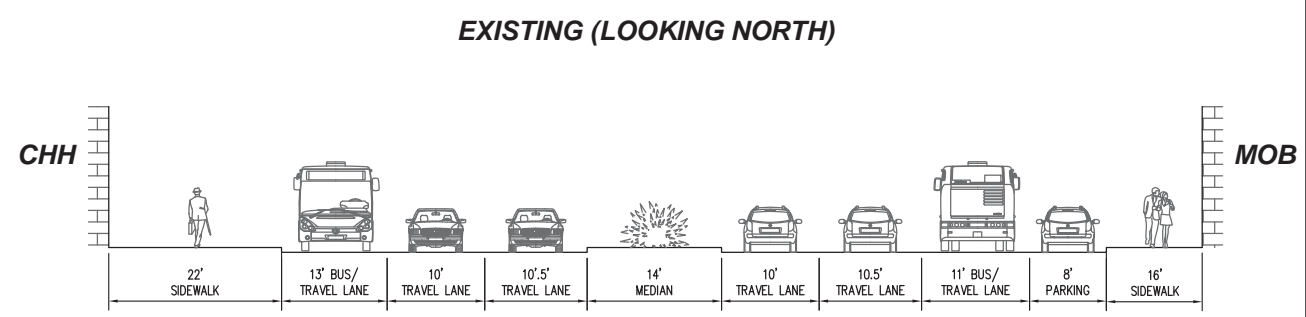 EXISTING (LOOKING NORTH)
CHH
MOB
22'
SIDEWALK
13' BUS/
TRAVEL LANE
10'
TRAVEL LANE
10'.5'
TRAVEL LANE
14'
MEDIAN
10'
TRAVEL LANE
10.5'
TRAVEL LANE
11' BUS/
TRAVEL LANE
8'
PARKING
16'
SIDEWALK